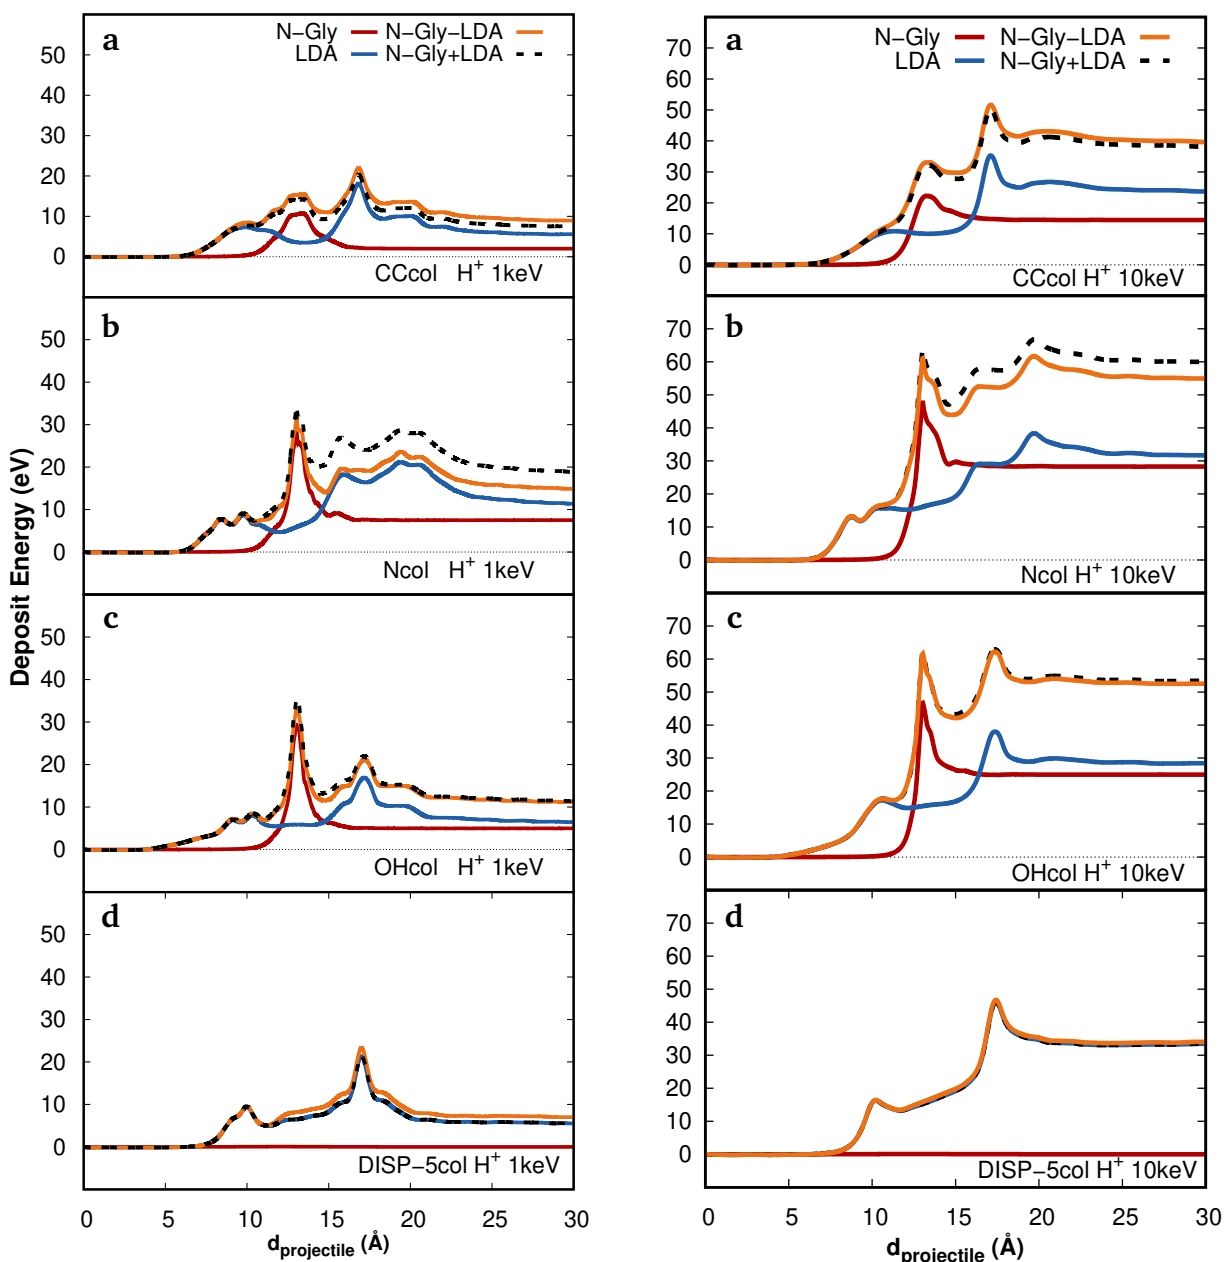 a
N−Gly N−Gly−LDA
LDA N−Gly+LDA
50
40
30
20
10
0
CCcol H+ 1keV
b
50
40
30
20
10
0
Ncol H+ 1keV
c
50
40
30
20
10
0
OHcol H+ 1keV
d
50
40
30
20
10
0
DISP−5col H+ 1keV
0 5 10 15 20 25 30
dprojectile (Å)
Deposit Energy (eV)
a
N−Gly N−Gly−LDA
LDA N−Gly+LDA
70
60
50
40
30
20
10
0
CCcol H+ 10keV
b
70
60
50
40
30
20
10
0
Ncol H+ 10keV
c
70
60
50
40
30
20
10
0
OHcol H+ 10keV
d
70
60
50
40
30
20
10
0
DISP−5col H+ 10keV
0 5 10 15 20 25 30
dprojectile (Å)